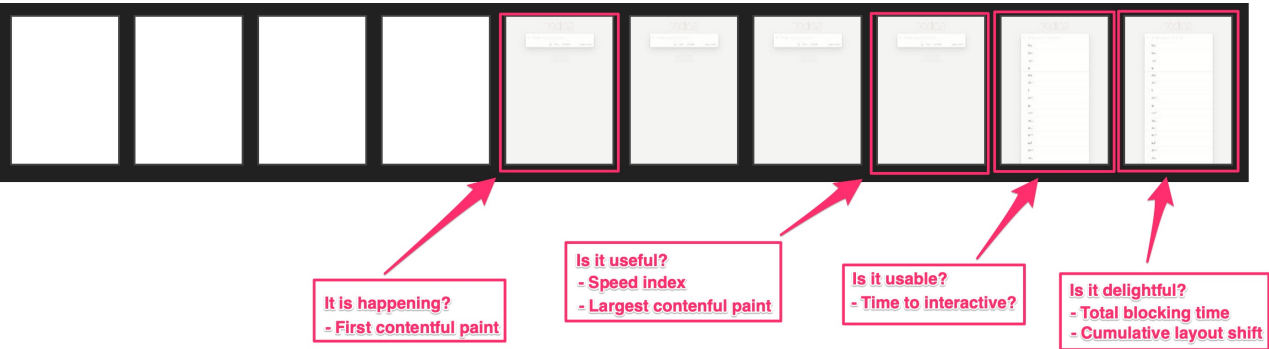 It is happening?
- First contentful paint
Is it useful?
- Speed index
- Largest contenful paint
Is it usable?
- Time to interactive?
Is it delightful?
- Total blocking time
- Cumulative layout shift